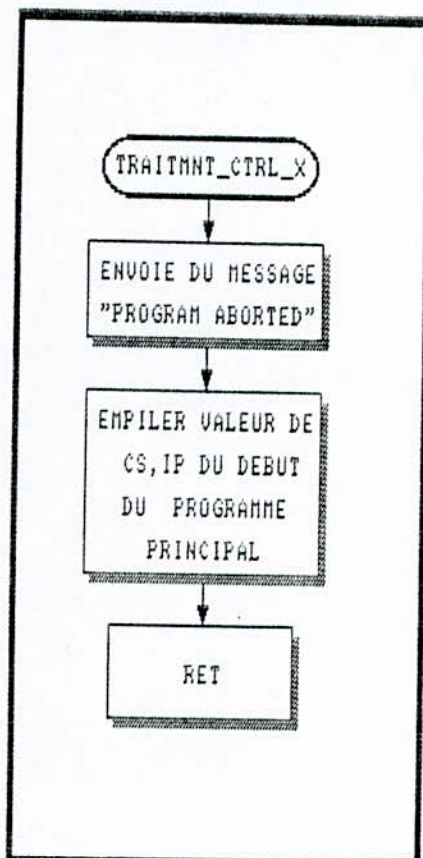 TRAITMNT_CTRL_X
ENVOIE DU MESSAGE
"PROGRAM ABORTED"
EMPILER VALEUR DE
CS,IP DU DEBUT
DU PROGRAMME
PRINCIPAL
RET